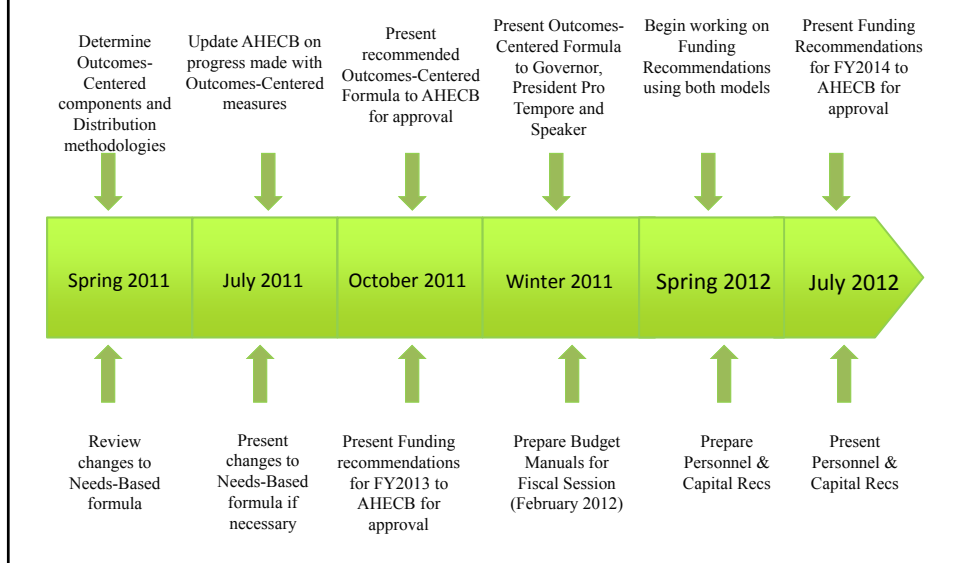 Determine
Outcomes-
Centered
components and
Distribution
methodologies
Update AHECB on
progress made with
Outcomes-Centered
measures
Present
recommended
Outcomes-Centered
Formula to AHECB
for approval
Present Outcomes-
Centered Formula
to Governor,
President Pro
Tempore and
Speaker
Begin working on
Funding
Recommendations
using both models
Present Funding
Recommendations
for FY2014 to
AHECB for
approval
Spring 2011
July 2011
October 2011
Winter 2011
Spring 2012
July 2012
Review
changes to
Needs-Based
formula
Present
changes to
Needs-Based
formula if
necessary
Present Funding
recommendations
for FY2013 to
AHECB for
approval
Prepare Budget
Manuals for
Fiscal Session
(February 2012)
Prepare
Personnel &
Capital Recs
Present
Personnel &
Capital Recs